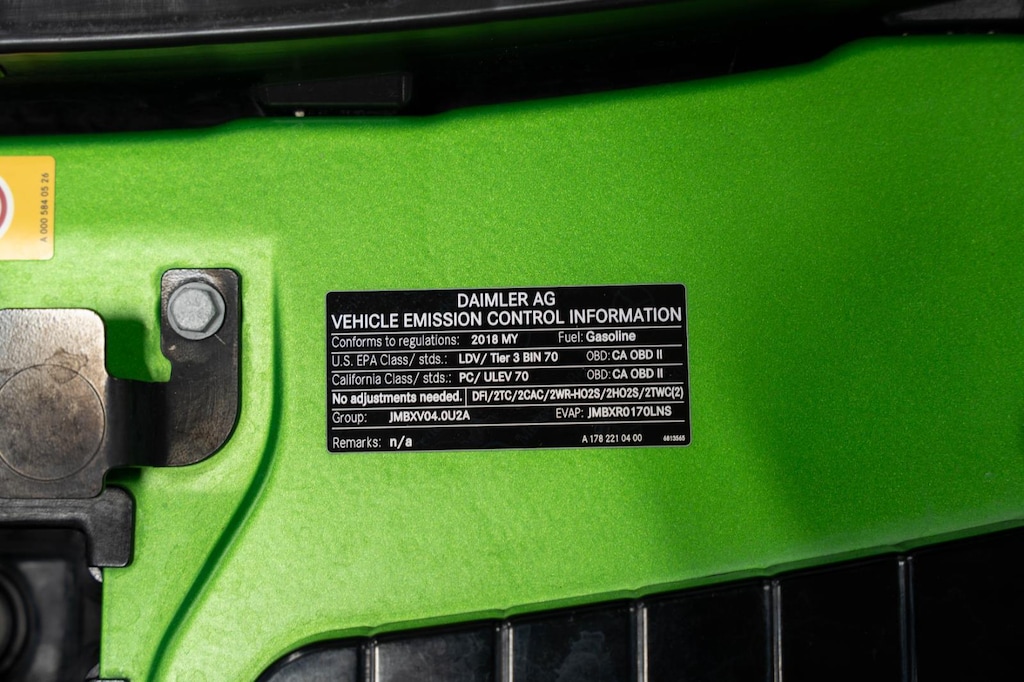 A 000 584 05 26
DAIMLER AG
VEHICLE EMISSION CONTROL INFORMATION
Conforms to regulations: 2018 MY Fuel: Gasoline
U.S. EPA Class/ stds.: LDV/ Tier 3 BIN 70 OBD: CA OBD II
California Class/ stds.: PC/ ULEV 70 OBD: CA OBD II
No adjustments needed. DFI/2TC/2CAC/2WR-HO2S/2HO2S/2TWC(2)
Group: JMBXV04.0U2A EVAP: JMBXR0170LNS
Remarks: n/a A 178 221 04 00 6813565